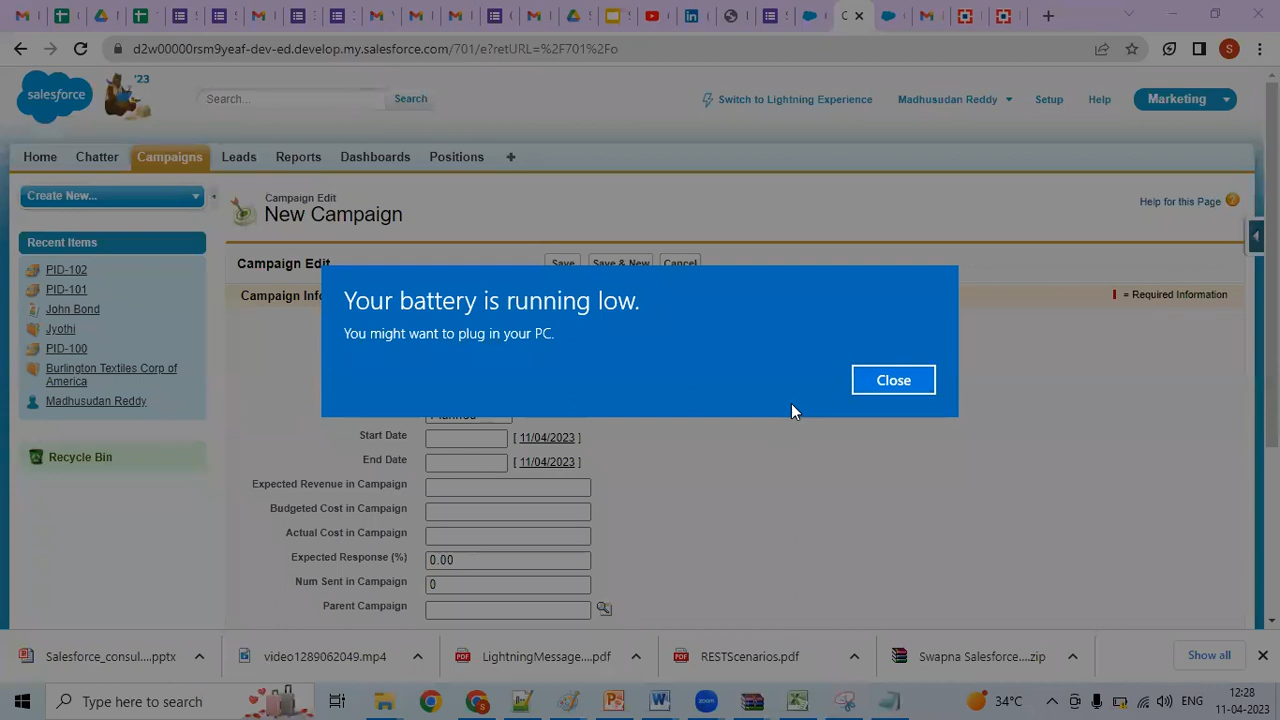 d2w00000rsm9yeaf-dev-ed.develop.my.salesforce.com/701/e?retURL=%2F701%2Fo
S
salesforce
'23
Search...
Search
Switch to Lightning Experience
Madhusudan Reddy
Setup
Help
Marketing
Home
Chatter
Campaigns
Leads
Reports
Dashboards
Positions
Create New...
Campaign Edit
New Campaign
Help for this Page
Recent Items
PID-102
PID-101
John Bond
Jyothi
PID-100
Burlington Textiles Corp of
America
Madhusudan Reddy
Recycle Bin
Campaign Edit
Save
Save & New
Cancel
Campaign Info
= Required Information
Your battery is running low.
You might want to plug in your PC.
Close
Planned
Start Date
[ 11/04/2023 ]
End Date
[ 11/04/2023 ]
Expected Revenue in Campaign
Budgeted Cost in Campaign
Actual Cost in Campaign
Expected Response (%)
0.00
Num Sent in Campaign
0
Parent Campaign
Salesforce_consul....pptx
video1289062049.mp4
LightningMessage....pdf
RESTScenarios.pdf
Swapna Salesforce....zip
Show all
Type here to search
34°C
ENG
12:28
11-04-2023